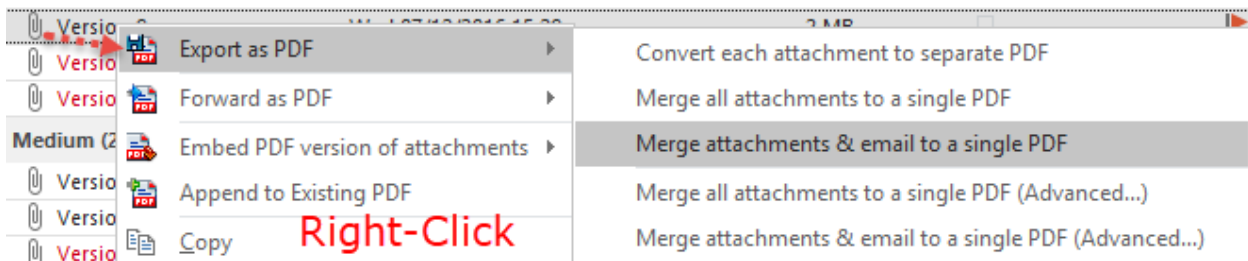 Versio
Export as PDF
Convert each attachment to separate PDF
Versio
Versio
Forward as PDF
Merge all attachments to a single PDF
Medium (2
Embed PDF version of attachments
Merge attachments & email to a single PDF
Versio
Append to Existing PDF
Merge all attachments to a single PDF (Advanced...)
Versio
Copy
Right-Click
Merge attachments & email to a single PDF (Advanced...)
Versio